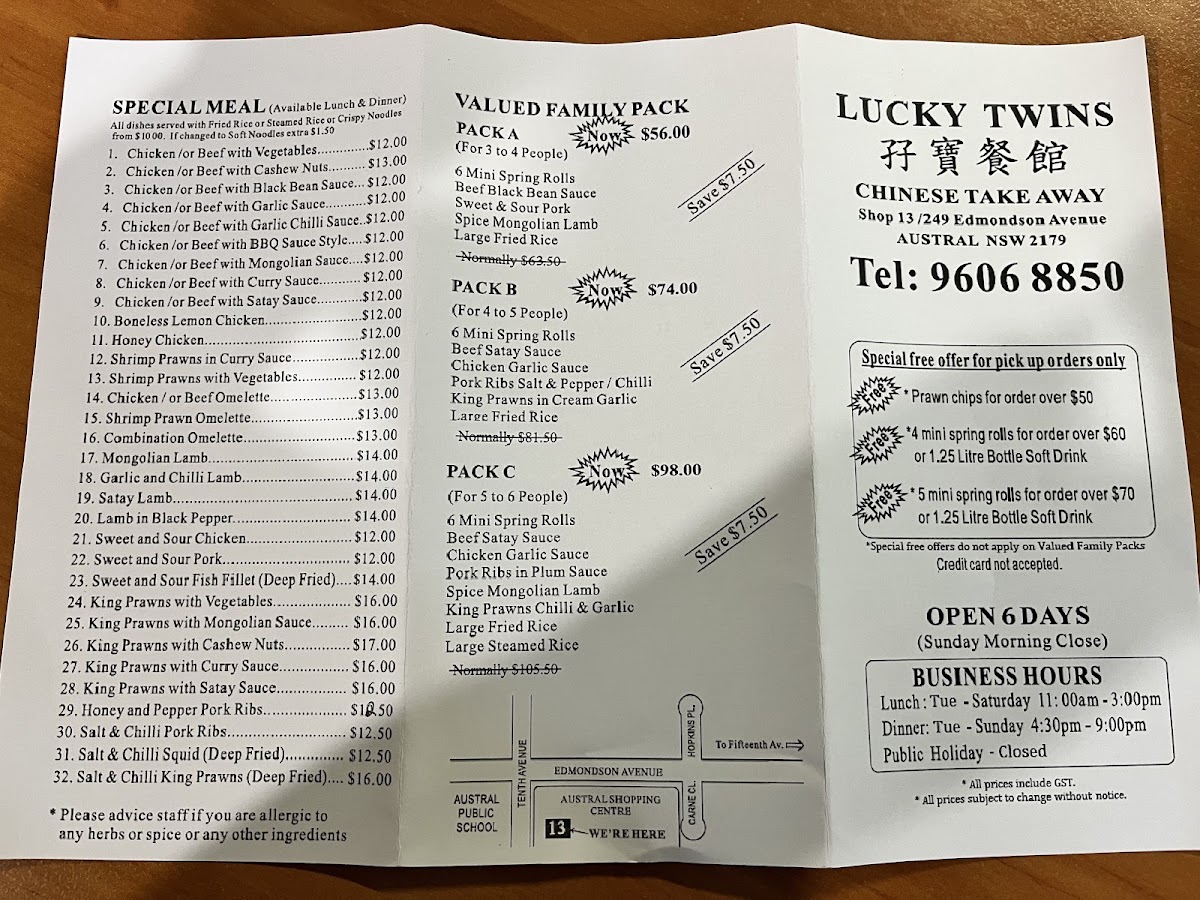 SPECIAL MEAL (Available Lunch & Dinner)
All dishes served with Fried Rice or Steamed Rice or Crispy Noodles
from $10.00. If changed to Soft Noodles extra $1.50
1. Chicken /or Beef with Vegetables.............$12.00
2. Chicken /or Beef with Cashew Nuts.........$13.00
3. Chicken /or Beef with Black Bean Sauce...$12.00
4. Chicken /or Beef with Garlic Sauce..........$12.00
5. Chicken /or Beef with Garlic Chilli Sauce..$12.00
6. Chicken /or Beef with BBQ Sauce Style....$12.00
7. Chicken /or Beef with Mongolian Sauce....$12.00
8. Chicken /or Beef with Curry Sauce...........$12.00
9. Chicken /or Beef with Satay Sauce............$12.00
10. Boneless Lemon Chicken.........................$12.00
11. Honey Chicken........................................$12.00
12. Shrimp Prawns in Curry Sauce.................$12.00
13. Shrimp Prawns with Vegetables...............$12.00
14. Chicken / or Beef Omelette......................$13.00
15. Shrimp Prawn Omelette...........................$13.00
16. Combination Omelette.............................$13.00
17. Mongolian Lamb......................................$14.00
18. Garlic and Chilli Lamb.............................$14.00
19. Satay Lamb..............................................$14.00
20. Lamb in Black Pepper...............................$14.00
21. Sweet and Sour Chicken...........................$12.00
22. Sweet and Sour Pork.................................$12.00
23. Sweet and Sour Fish Fillet (Deep Fried)....$14.00
24. King Prawns with Vegetables....................$16.00
25. King Prawns with Mongolian Sauce.........$16.00
26. King Prawns with Cashew Nuts.................$17.00
27. King Prawns with Curry Sauce..................$16.00
28. King Prawns with Satay Sauce..................$16.00
29. Honey and Pepper Pork Ribs.....................$12.50
30. Salt & Chilli Pork Ribs..............................$12.50
31. Salt & Chilli Squid (Deep Fried)...............$12.50
32. Salt & Chilli King Prawns (Deep Fried)....$16.00
* Please advice staff if you are allergic to
any herbs or spice or any other ingredients
VALUED FAMILY PACK
PACK A Now $56.00
(For 3 to 4 People)
6 Mini Spring Rolls
Beef Black Bean Sauce
Sweet & Sour Pork
Spice Mongolian Lamb
Large Fried Rice
Save $7.50
Normally $63.50
PACK B Now $74.00
(For 4 to 5 People)
6 Mini Spring Rolls
Beef Satay Sauce
Chicken Garlic Sauce
Pork Ribs Salt & Pepper / Chilli
King Prawns in Cream Garlic
Large Fried Rice
Save $7.50
Normally $81.50
PACK C Now $98.00
(For 5 to 6 People)
6 Mini Spring Rolls
Beef Satay Sauce
Chicken Garlic Sauce
Pork Ribs in Plum Sauce
Spice Mongolian Lamb
King Prawns Chilli & Garlic
Large Fried Rice
Large Steamed Rice
Save $7.50
Normally $105.50
TENTH AVENUE
HOPKINS PL.
To Fifteenth Av.
EDMONDSON AVENUE
CARNE CL.
AUSTRAL
PUBLIC
SCHOOL
AUSTRAL SHOPPING
CENTRE
13 WE'RE HERE
LUCKY TWINS
孖寶餐館
CHINESE TAKE AWAY
Shop 13 /249 Edmondson Avenue
AUSTRAL NSW 2179
Tel: 9606 8850
Special free offer for pick up orders only
Free * Prawn chips for order over $50
Free *4 mini spring rolls for order over $60
or 1.25 Litre Bottle Soft Drink
Free * 5 mini spring rolls for order over $70
or 1.25 Litre Bottle Soft Drink
*Special free offers do not apply on Valued Family Packs
Credit card not accepted.
OPEN 6 DAYS
(Sunday Morning Close)
BUSINESS HOURS
Lunch: Tue - Saturday 11:00am - 3:00pm
Dinner: Tue - Sunday 4:30pm - 9:00pm
Public Holiday - Closed
* All prices include GST.
* All prices subject to change without notice.